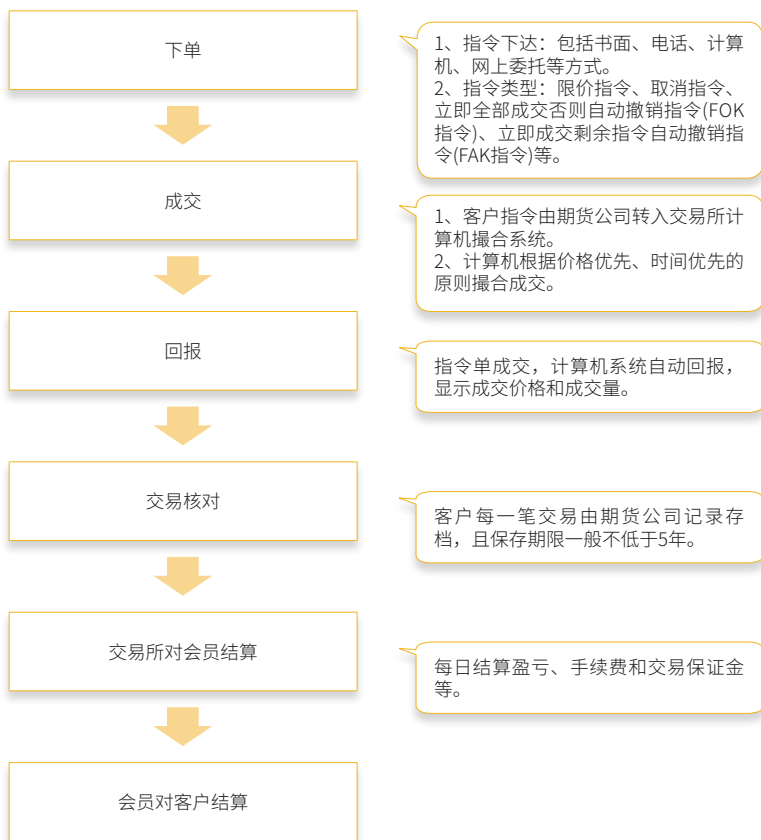 下单
1、指令下达：包括书面、电话、计算
机、网上委托等方式。
2、指令类型：限价指令、取消指令、
立即全部成交否则自动撤销指令(FOK
指令)、立即成交剩余指令自动撤销指
令(FAK指令)等。
成交
1、客户指令由期货公司转入交易所计
算机撮合系统。
2、计算机根据价格优先、时间优先的
原则撮合成交。
回报
指令单成交，计算机系统自动回报，
显示成交价格和成交量。
交易核对
客户每一笔交易由期货公司记录存
档，且保存期限一般不低于5年。
交易所对会员结算
每日结算盈亏、手续费和交易保证金
等。
会员对客户结算